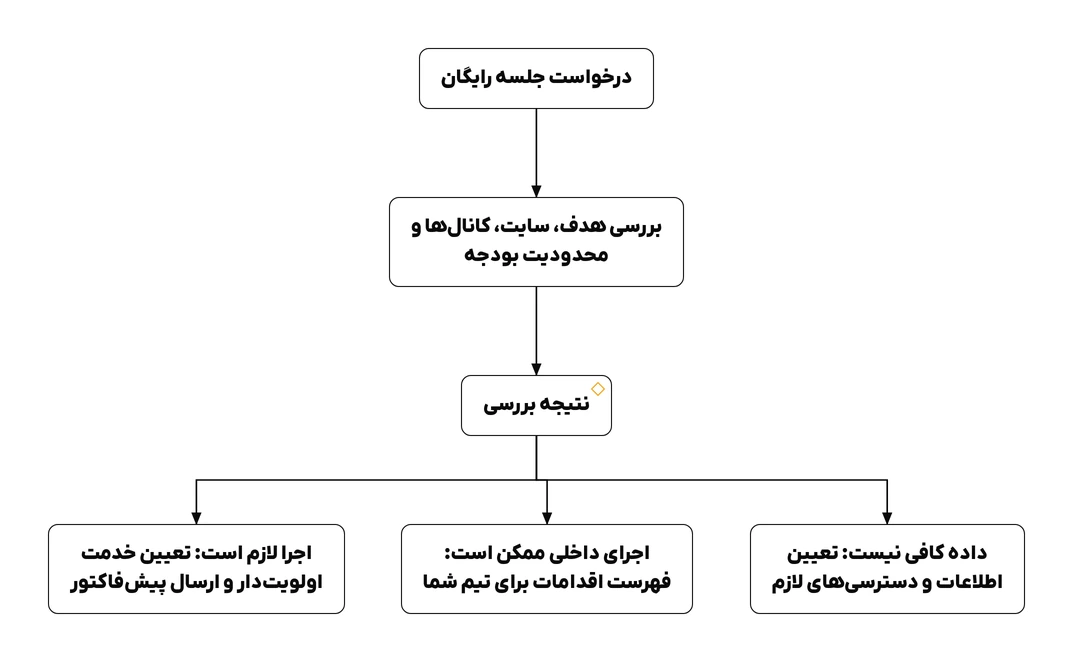 درخواست جلسه رایگان
بررسی هدف، سایت، کانال‌ها و
محدودیت بودجه
نتیجه بررسی
داده کافی نیست: تعیین
اطلاعات و دسترسی‌های لازم
اجرای داخلی ممکن است:
فهرست اقدامات برای تیم شما
اجرا لازم است: تعیین خدمت
اولویت‌دار و ارسال پیش‌فاکتور